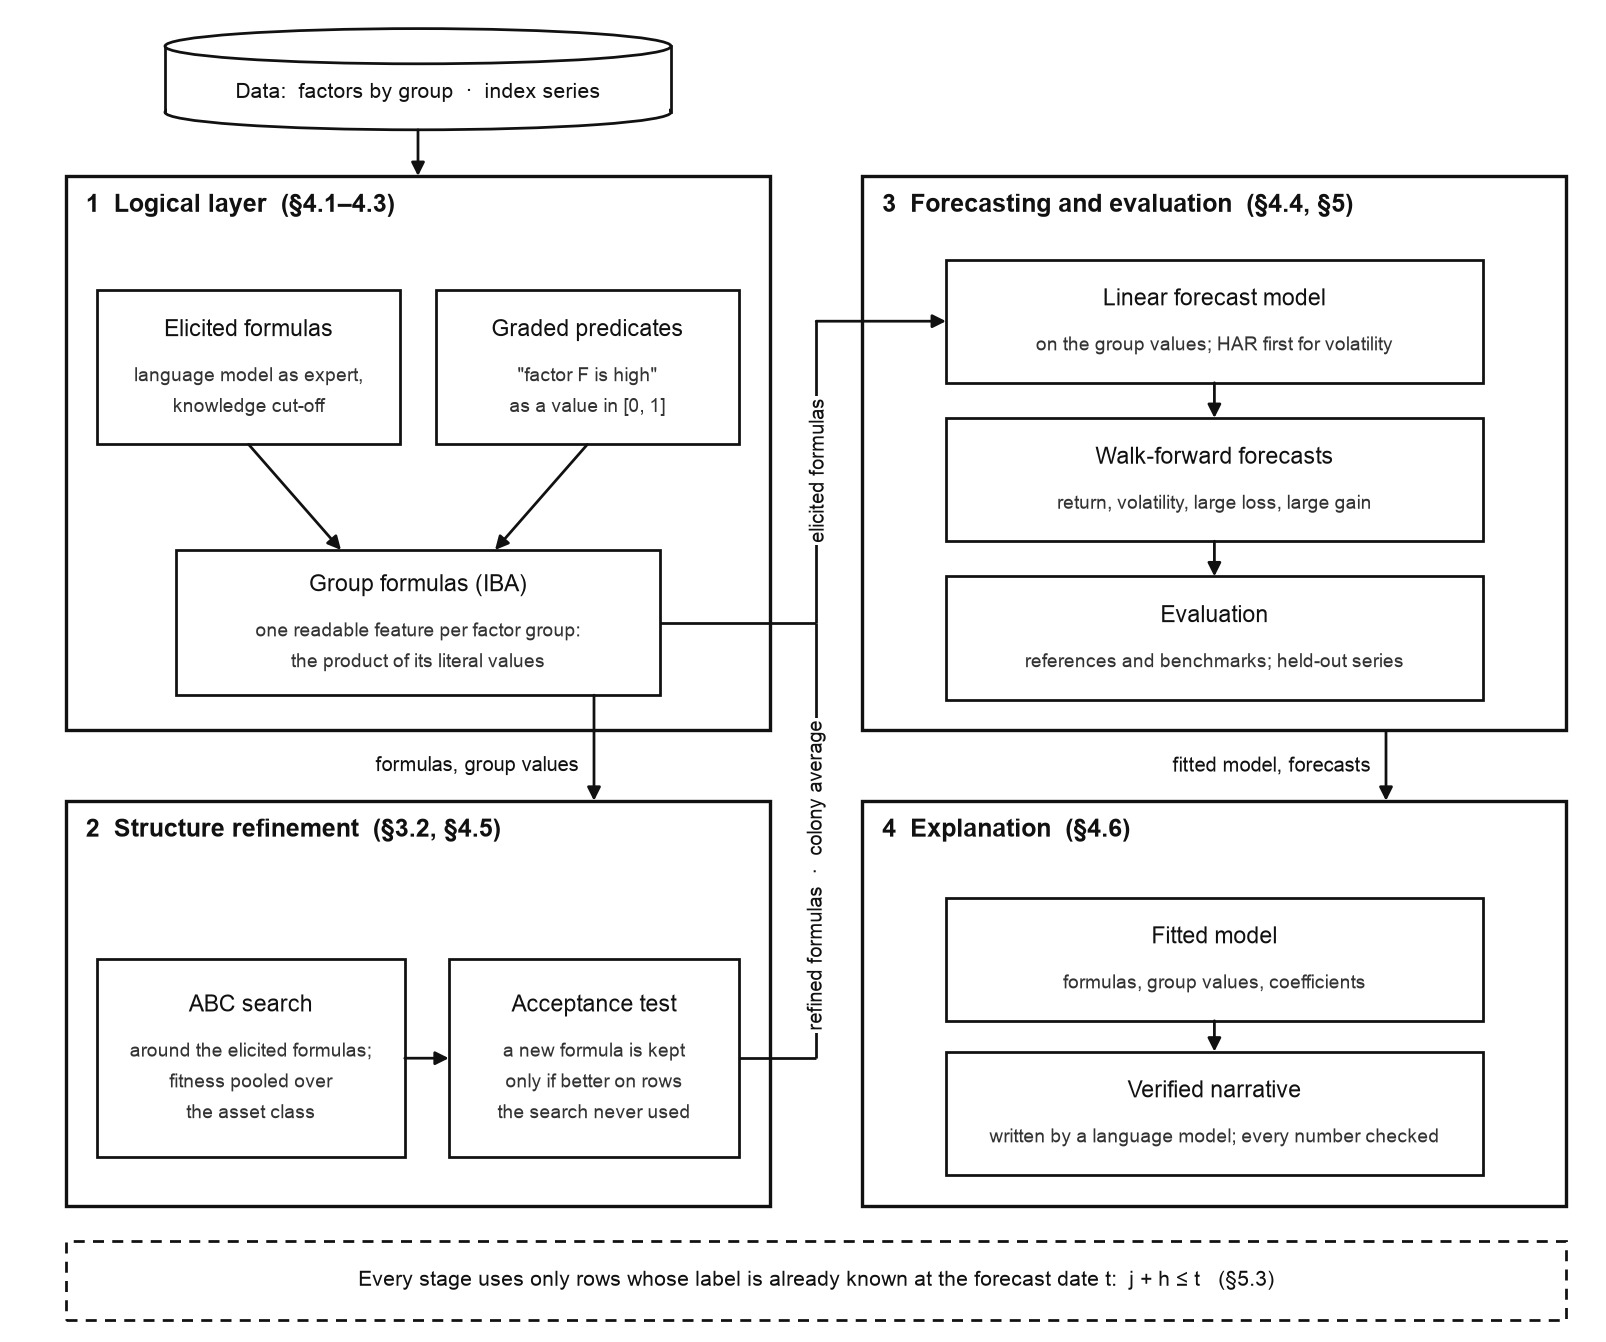 Data:  factors by group  ·  index series
1  Logical layer  (§4.1–4.3)
Elicited formulas
language model as expert,
knowledge cut-off
Graded predicates
"factor F is high"
as a value in [0, 1]
Group formulas (IBA)
one readable feature per factor group:
the product of its literal values
formulas, group values
2  Structure refinement  (§3.2, §4.5)
ABC search
around the elicited formulas;
fitness pooled over
the asset class
Acceptance test
a new formula is kept
only if better on rows
the search never used
elicited formulas
refined formulas  ·  colony average
3  Forecasting and evaluation  (§4.4, §5)
Linear forecast model
on the group values; HAR first for volatility
Walk-forward forecasts
return, volatility, large loss, large gain
Evaluation
references and benchmarks; held-out series
fitted model, forecasts
4  Explanation  (§4.6)
Fitted model
formulas, group values, coefficients
Verified narrative
written by a language model; every number checked
Every stage uses only rows whose label is already known at the forecast date t:  j + h ≤ t   (§5.3)